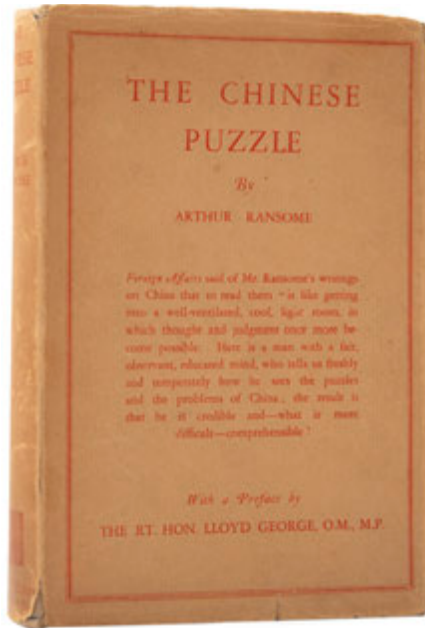 THE CHINESE
PUZZLE
By
ARTHUR RANSOME
Foreign Affairs said of Mr. Ransome's writings
on China that to read them "is like getting
into a well-ventilated, cool, light room, in
which thought and judgment once more be-
come possible. Here is a man with a fair,
observant, educated mind, who tells us freshly
and temperately how he sees the puzzles
and the problems of China, the result is
that he is credible and—what is more
difficult—comprehensible!
With a Preface by
THE RT. HON. LLOYD GEORGE, O.M., M.P.